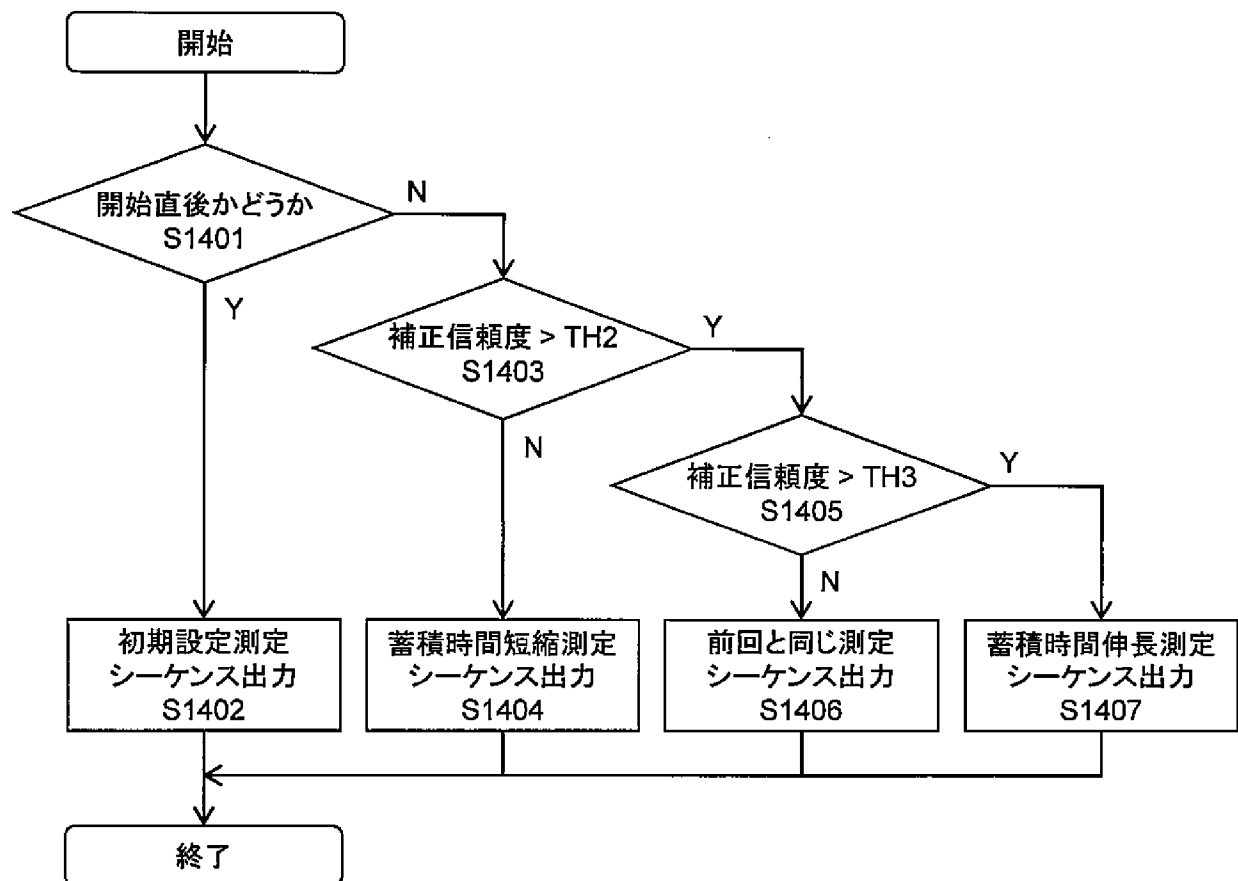 開始
開始直後かどうか
S1401
N
Y
補正信頼度 > TH2
S1403
Y
N
補正信頼度 > TH3
S1405
Y
N
初期設定測定
シーケンス出力
S1402
蓄積時間短縮測定
シーケンス出力
S1404
前回と同じ測定
シーケンス出力
S1406
蓄積時間伸長測定
シーケンス出力
S1407
終了